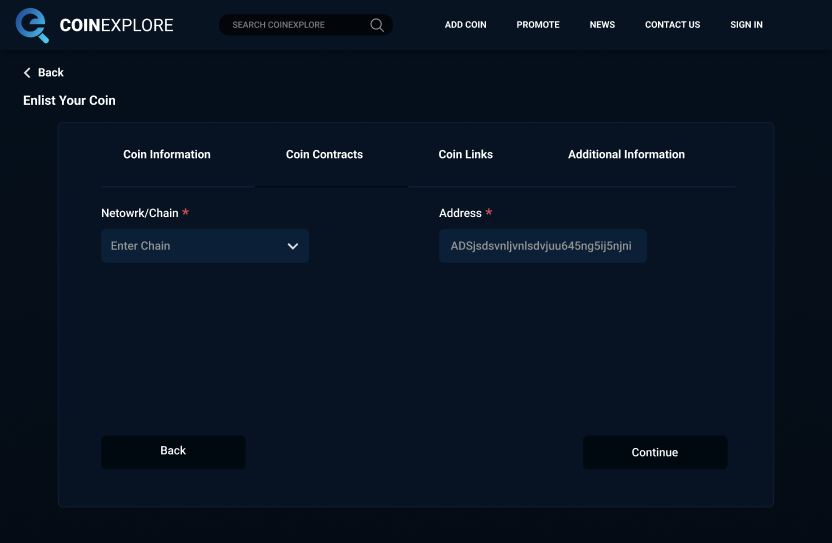 COINEXPLORE SEARCH COINEXPLORE ADD COIN PROMOTE NEWS CONTACT US SIGN IN
Back
Enlist Your Coin
Coin Information Coin Contracts Coin Links Additional Information
Netowrk/Chain * Address *
Enter Chain ADSjsdsvnljvnlsdvjuu645ng5ij5njni
Back Continue